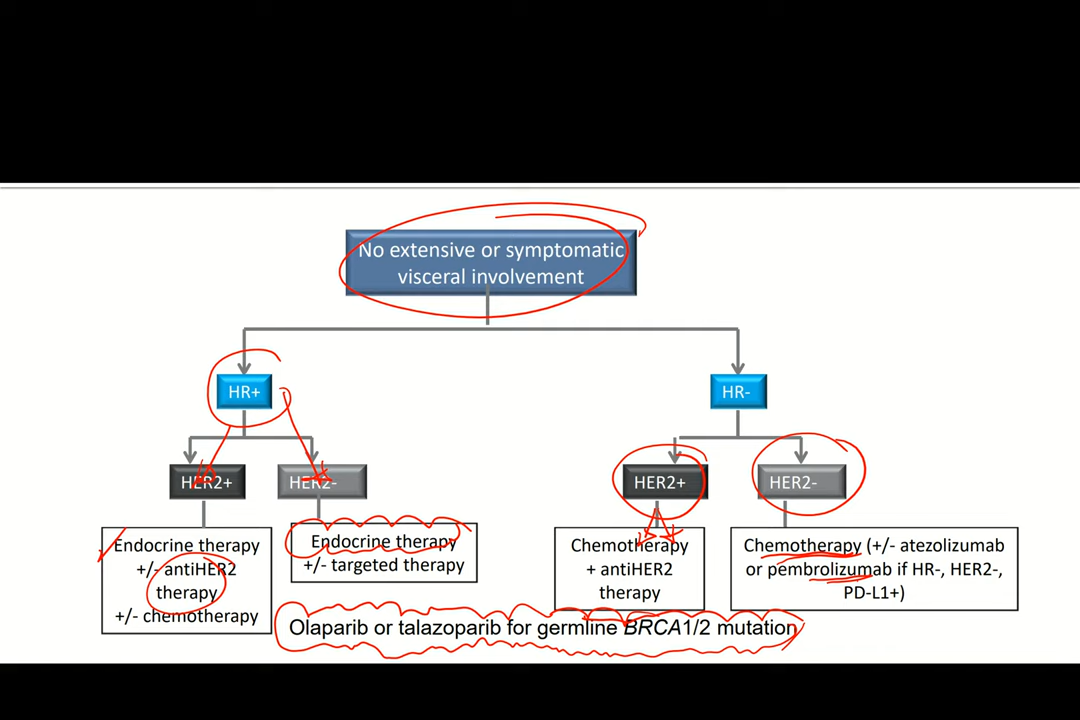 No extensive or symptomatic
visceral involvement
HR+
HR-
HER2+
HER2-
HER2+
HER2-
Endocrine therapy
+/- antiHER2
therapy
+/- chemotherapy
Endocrine therapy
+/- targeted therapy
Chemotherapy
+ antiHER2
therapy
Chemotherapy (+/- atezolizumab
or pembrolizumab if HR-, HER2-,
PD-L1+)
Olaparib or talazoparib for germline BRCA1/2 mutation